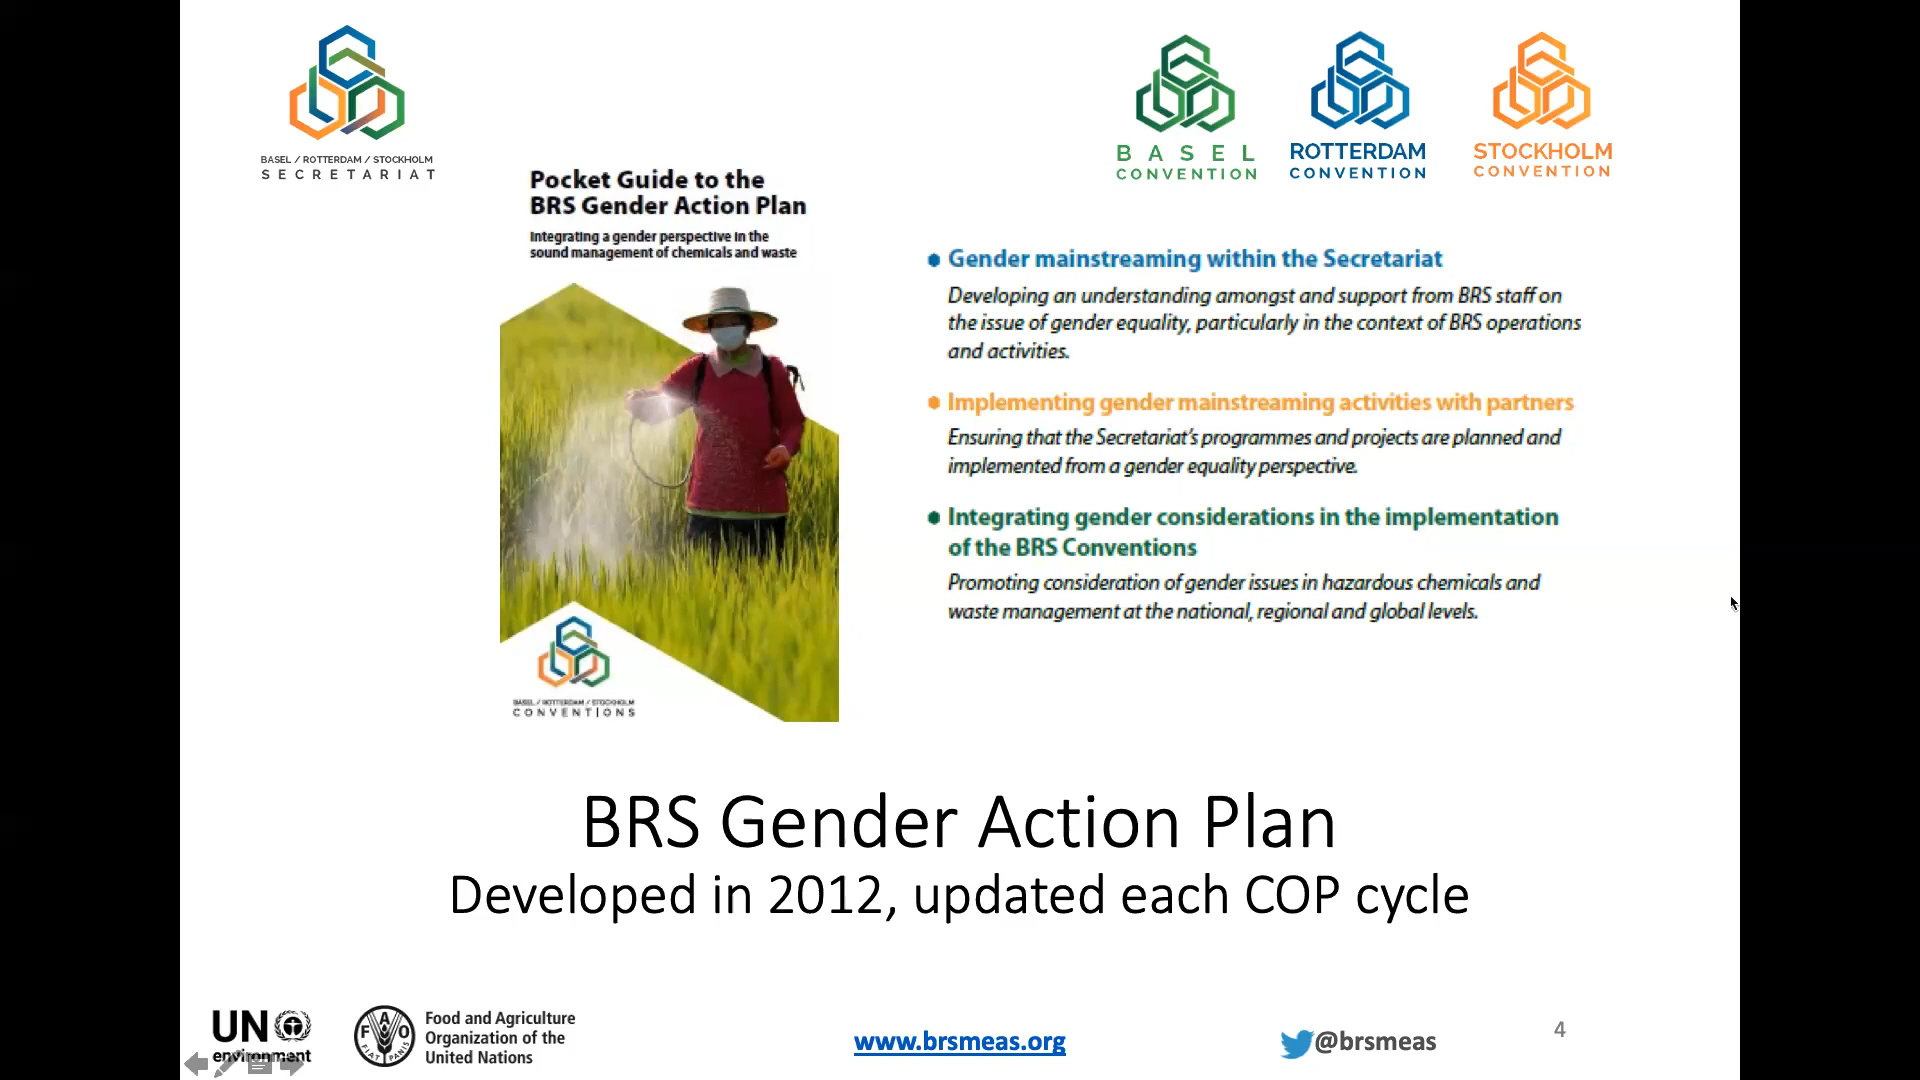 BASEL / ROTTERDAM / STOCKHOLM
SECRETARIAT
BASEL
CONVENTION
ROTTERDAM
CONVENTION
STOCKHOLM
CONVENTION
Pocket Guide to the
BRS Gender Action Plan
Integrating a gender perspective in the
sound management of chemicals and waste
BASEL / ROTTERDAM / STOCKHOLM
CONVENTIONS
Gender mainstreaming within the Secretariat
Developing an understanding amongst and support from BRS staff on
the issue of gender equality, particularly in the context of BRS operations
and activities.
Implementing gender mainstreaming activities with partners
Ensuring that the Secretariat's programmes and projects are planned and
implemented from a gender equality perspective.
Integrating gender considerations in the implementation
of the BRS Conventions
Promoting consideration of gender issues in hazardous chemicals and
waste management at the national, regional and global levels.
BRS Gender Action Plan
Developed in 2012, updated each COP cycle
UN
environment
FAO
FIAT PANIS
Food and Agriculture
Organization of the
United Nations
www.brsmeas.org
@brsmeas
4